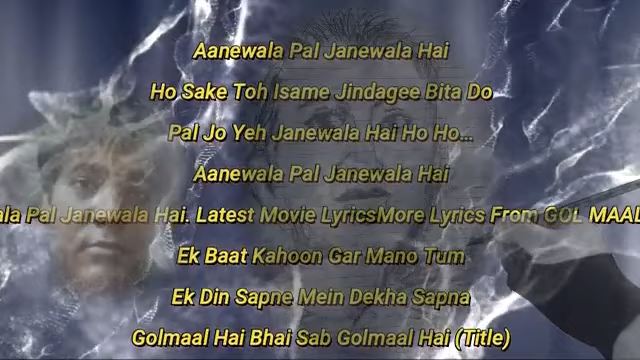 Aanewala Pal Janewala Hai
Ho Sake Toh Isame Jindagee Bita Do
Pal Jo Yeh Janewala Hai Ho Ho...
Aanewala Pal Janewala Hai
ala Pal Janewala Hai. Latest Movie LyricsMore Lyrics From GOL MAAL
Ek Baat Kahoon Gar Mano Tum
Ek Din Sapne Mein Dekha Sapna
Golmaal Hai Bhai Sab Golmaal Hai (Title)